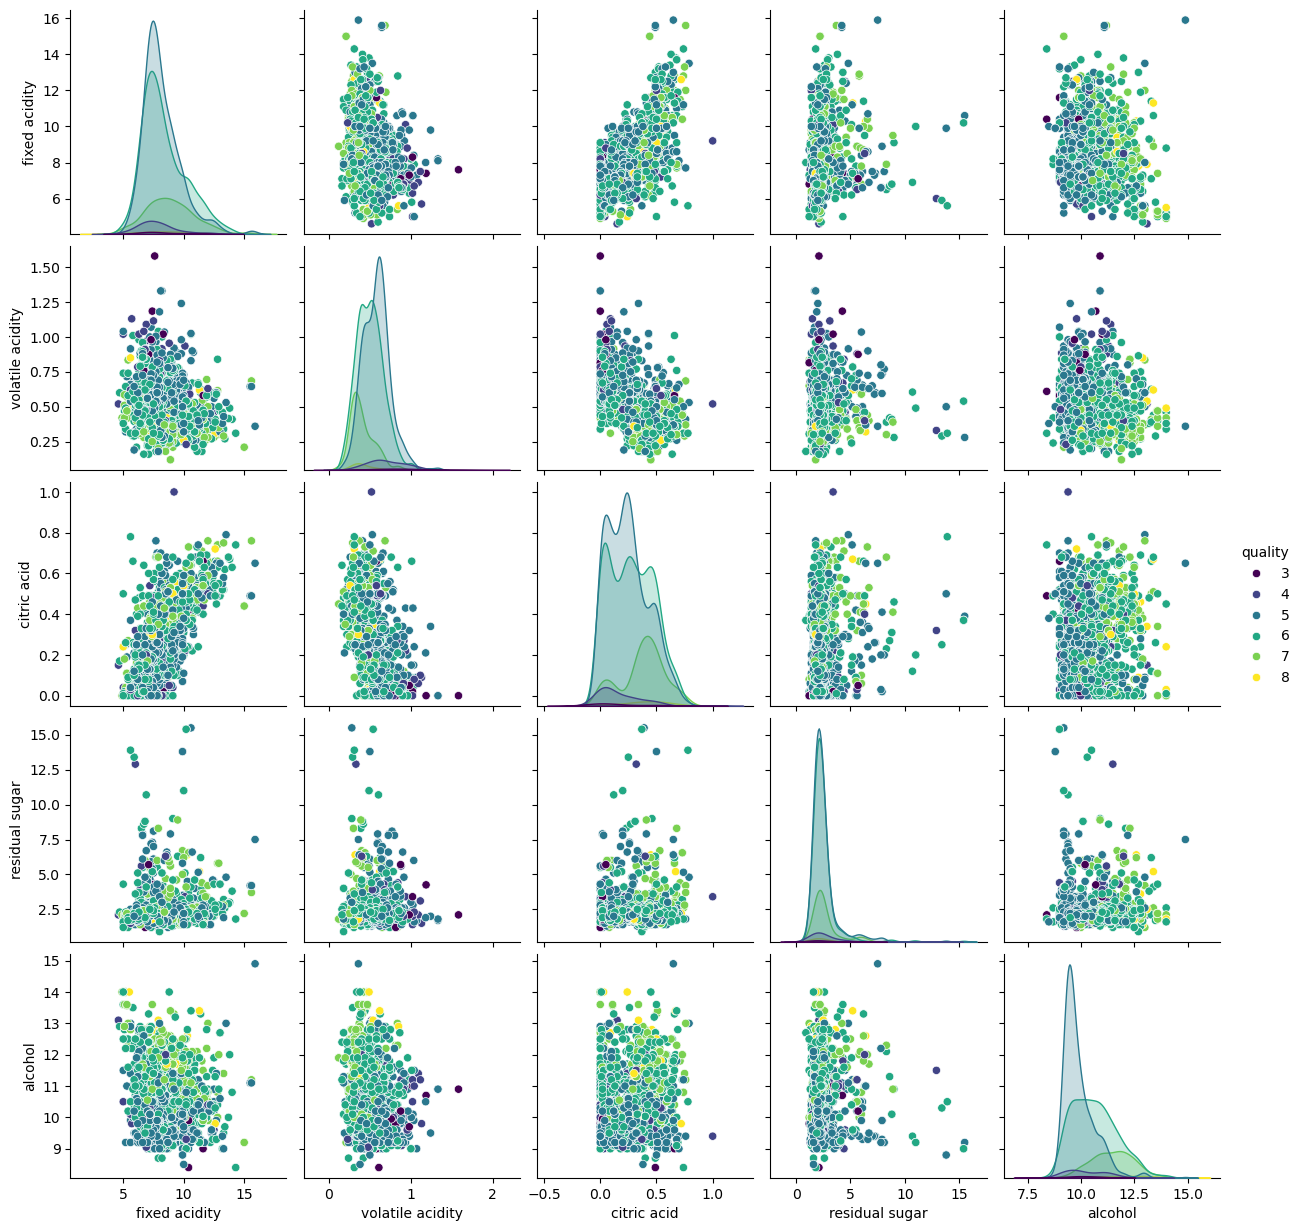 16
14
12
10
8
6
fixed acidity
1.50
1.25
1.00
0.75
0.50
0.25
volatile acidity
1.0
0.8
0.6
0.4
0.2
0.0
citric acid
quality
3
4
5
6
7
8
15.0
12.5
10.0
7.5
5.0
2.5
residual sugar
15
14
13
12
11
10
9
alcohol
5 10 15
fixed acidity
0 1 2
volatile acidity
−0.5 0.0 0.5 1.0
citric acid
0 5 10 15
residual sugar
7.5 10.0 12.5 15.0
alcohol